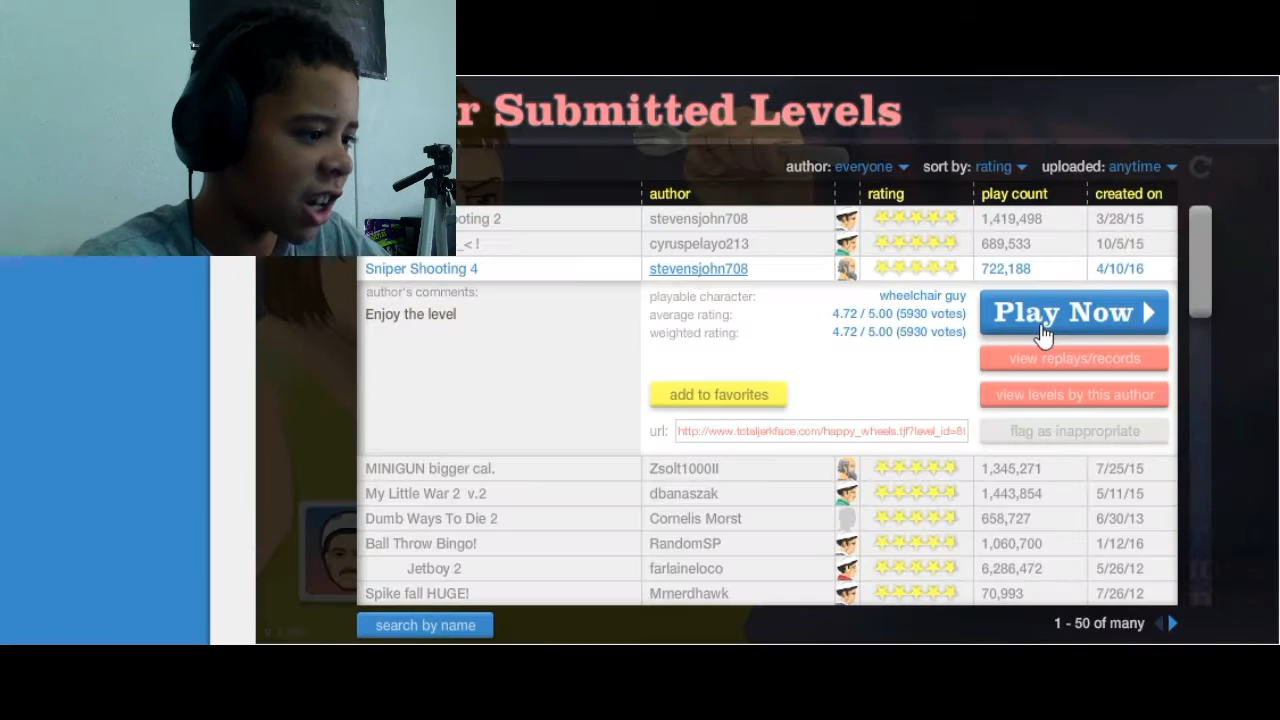 r Submitted Levels
author: everyone sort by: rating uploaded: anytime
author rating play count created on
ooting 2 stevensjohn708 1,419,498 3/28/15
_< ! cyruspelayo213 689,533 10/5/15
Sniper Shooting 4 stevensjohn708 722,188 4/10/16
author's comments:
Enjoy the level
playable character: wheelchair guy
average rating: 4.72 / 5.00 (5930 votes)
weighted rating: 4.72 / 5.00 (5930 votes)
Play Now
view replays/records
add to favorites
view levels by this author
url: http://www.totaljerkface.com/happy_wheels.tjf?level_id=8
flag as inappropriate
MINIGUN bigger cal. Zsolt1000II 1,345,271 7/25/15
My Little War 2 v.2 dbanaszak 1,443,854 5/11/15
Dumb Ways To Die 2 Cornelis Morst 658,727 6/30/13
Ball Throw Bingo! RandomSP 1,060,700 1/12/16
Jetboy 2 farlaineloco 6,286,472 5/26/12
Spike fall HUGE! Mrnerdhawk 70,993 7/26/12
search by name
1 - 50 of many